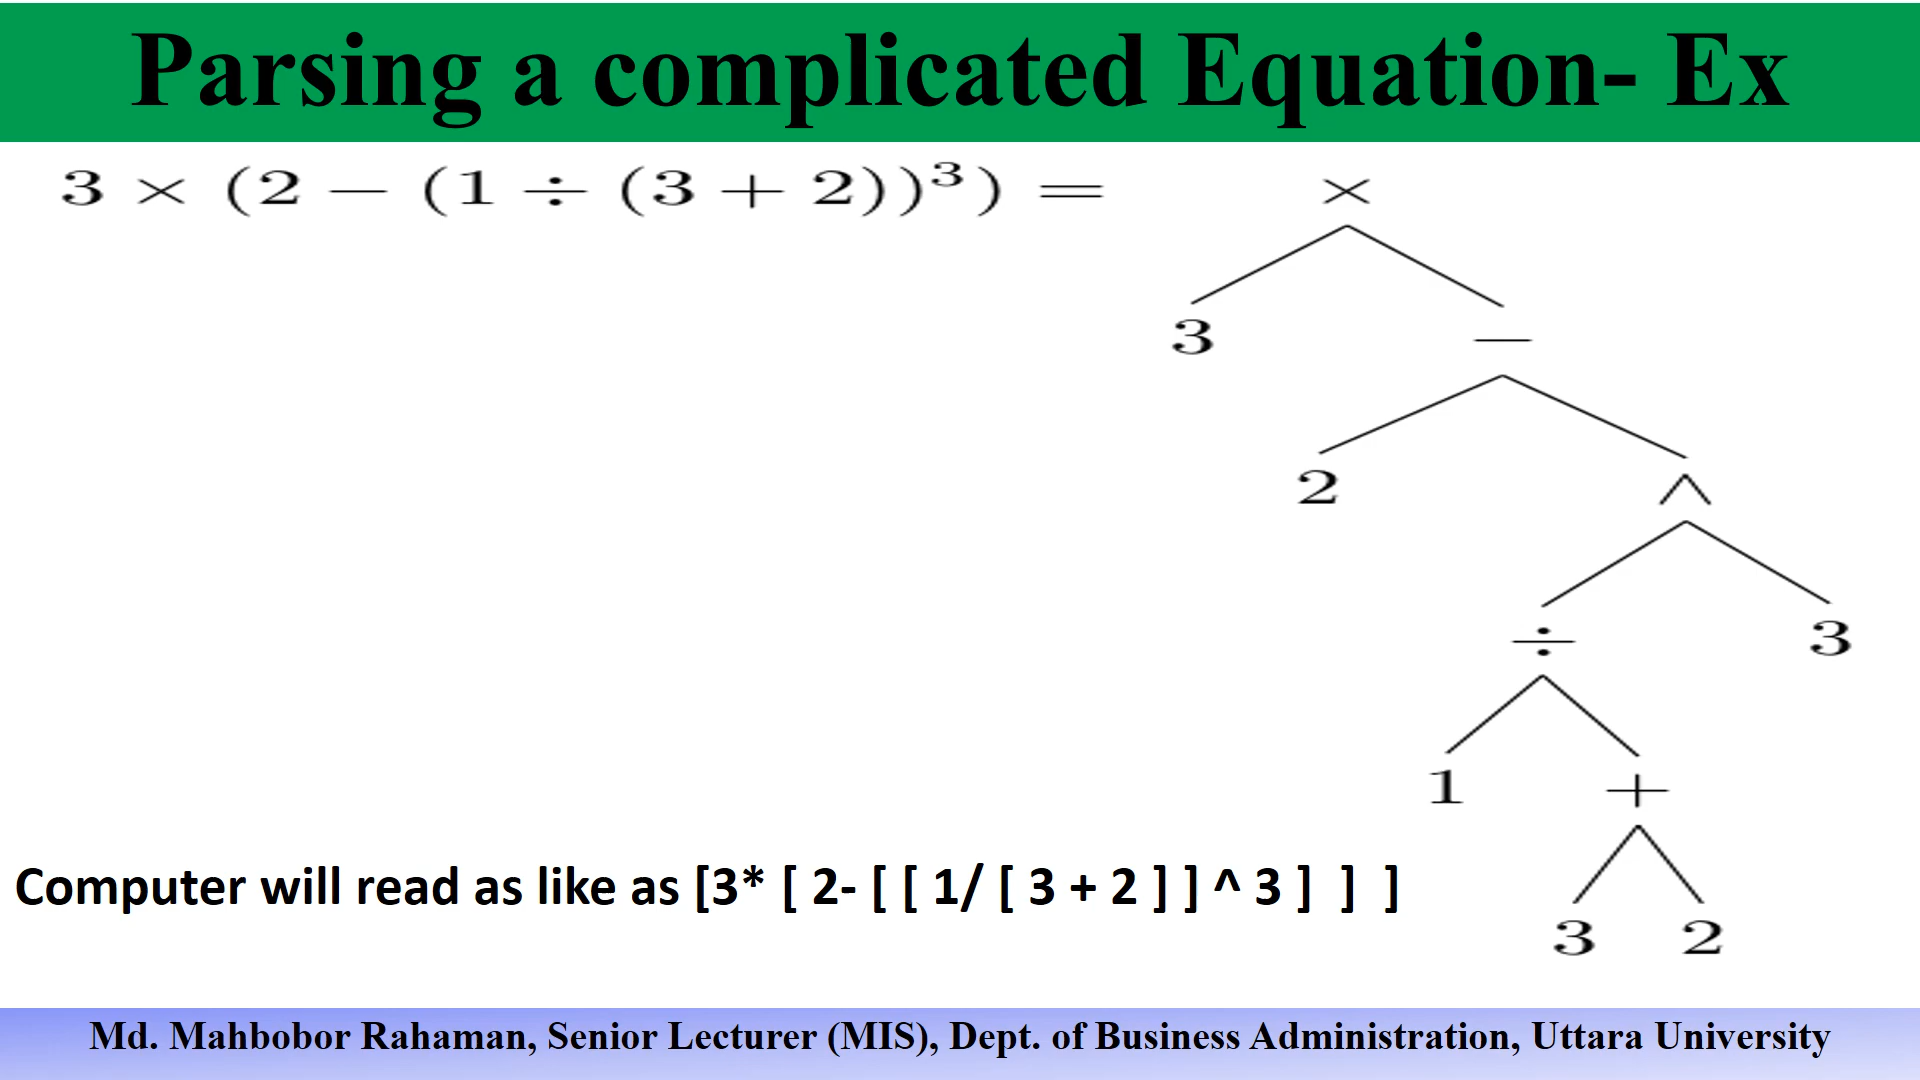 Parsing a complicated Equation- Ex
3 × (2 − (1 ÷ (3 + 2))³) =
×
3 −
2 ^
÷ 3
1 +
Computer will read as like as [3* [ 2- [ [ 1/ [ 3 + 2 ] ] ^ 3 ] ] ]
3 2
Md. Mahbobor Rahaman, Senior Lecturer (MIS), Dept. of Business Administration, Uttara University